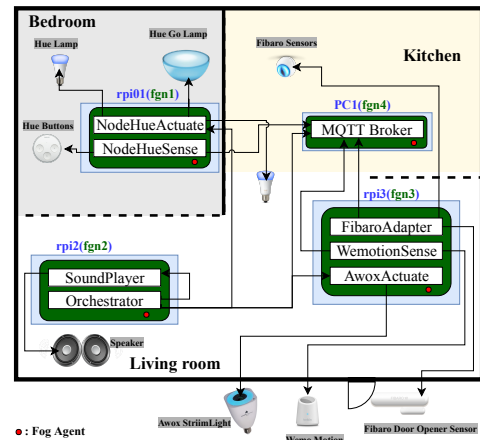 Bedroom
Hue Lamp
Hue Go Lamp
Fibaro Sensors
Kitchen
rpi01(fgn1)
PC1(fgn4)
NodeHueActuate
MQTT Broker
Hue Buttons
NodeHueSense
rpi2(fgn2)
rpi3(fgn3)
FibaroAdapter
SoundPlayer
WemotionSense
Orchestrator
AwoxActuate
Speaker
Living room
Awox StriimLight
Wemo Motion
Fibaro Door Opener Sensor
: Fog Agent